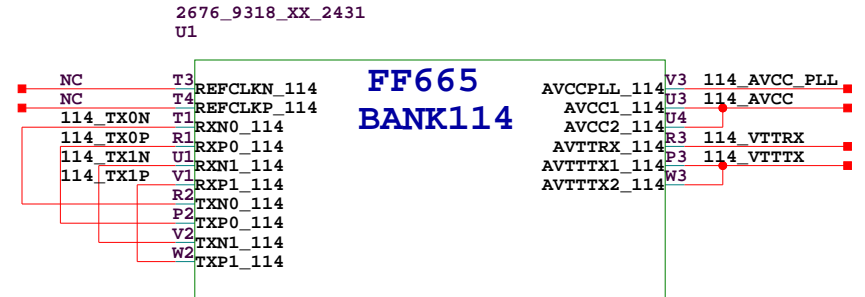 2676_9318_XX_2431
U1
FF665
BANK114
NC T3 REFCLKN_114
NC T4 REFCLKP_114
114_TX0N T1 RXN0_114
114_TX0P R1 RXP0_114
114_TX1N U1 RXN1_114
114_TX1P V1 RXP1_114
R2 TXN0_114
P2 TXP0_114
V2 TXN1_114
W2 TXP1_114
AVCCPLL_114 V3 114_AVCC_PLL
AVCC1_114 U3 114_AVCC
AVCC2_114 U4
AVTTRX_114 R3 114_VTTRX
AVTTTX1_114 P3 114_VTTTX
AVTTTX2_114 W3